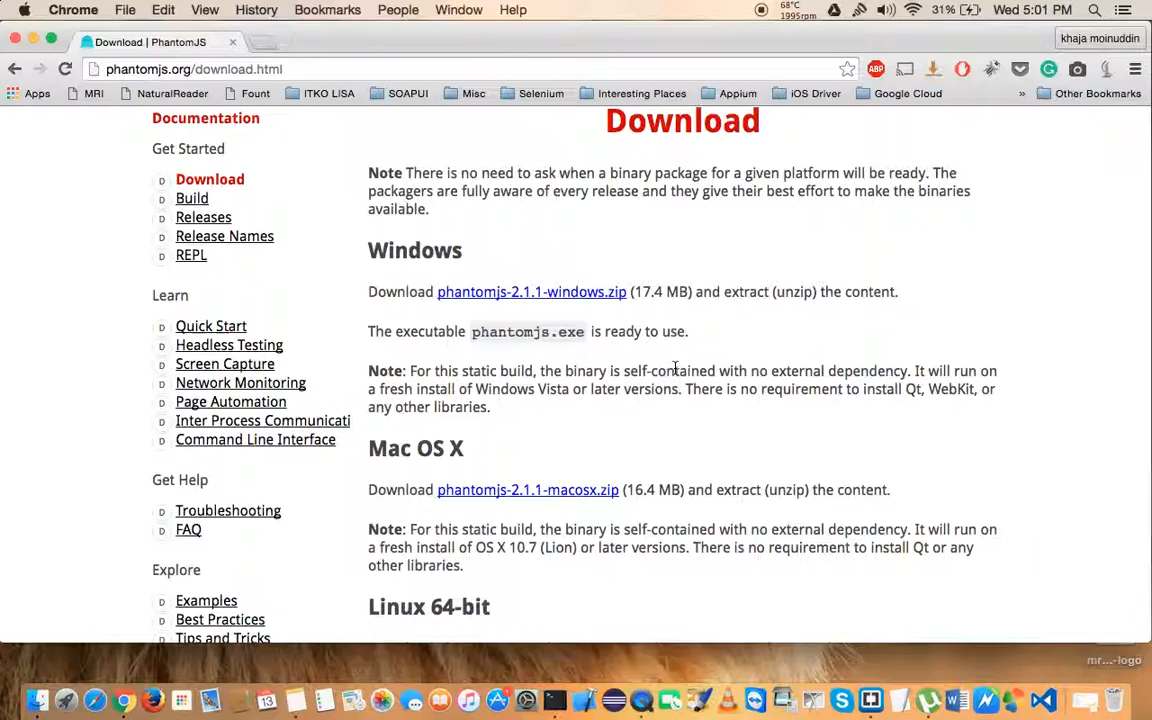 Chrome File Edit View History Bookmarks People Window Help 68°C 1995rpm 31% Wed 5:01 PM
Download | PhantomJS khaja moinuddin
phantomjs.org/download.html ABP
Apps MRI NaturalReader Fount ITKO LISA SOAPUI Misc Selenium Interesting Places Appium iOS Driver Google Cloud » Other Bookmarks
Documentation
Get Started
D Download
D Build
D Releases
D Release Names
D REPL
Learn
D Quick Start
D Headless Testing
D Screen Capture
D Network Monitoring
D Page Automation
D Inter Process Communicati
D Command Line Interface
Get Help
D Troubleshooting
D FAQ
Explore
D Examples
D Best Practices
D Tips and Tricks
Download
Note There is no need to ask when a binary package for a given platform will be ready. The
packagers are fully aware of every release and they give their best effort to make the binaries
available.
Windows
Download phantomjs-2.1.1-windows.zip (17.4 MB) and extract (unzip) the content.
The executable phantomjs.exe is ready to use.
Note: For this static build, the binary is self-contained with no external dependency. It will run on
a fresh install of Windows Vista or later versions. There is no requirement to install Qt, WebKit, or
any other libraries.
Mac OS X
Download phantomjs-2.1.1-macosx.zip (16.4 MB) and extract (unzip) the content.
Note: For this static build, the binary is self-contained with no external dependency. It will run on
a fresh install of OS X 10.7 (Lion) or later versions. There is no requirement to install Qt or any
other libraries.
Linux 64-bit
mr...-logo
13